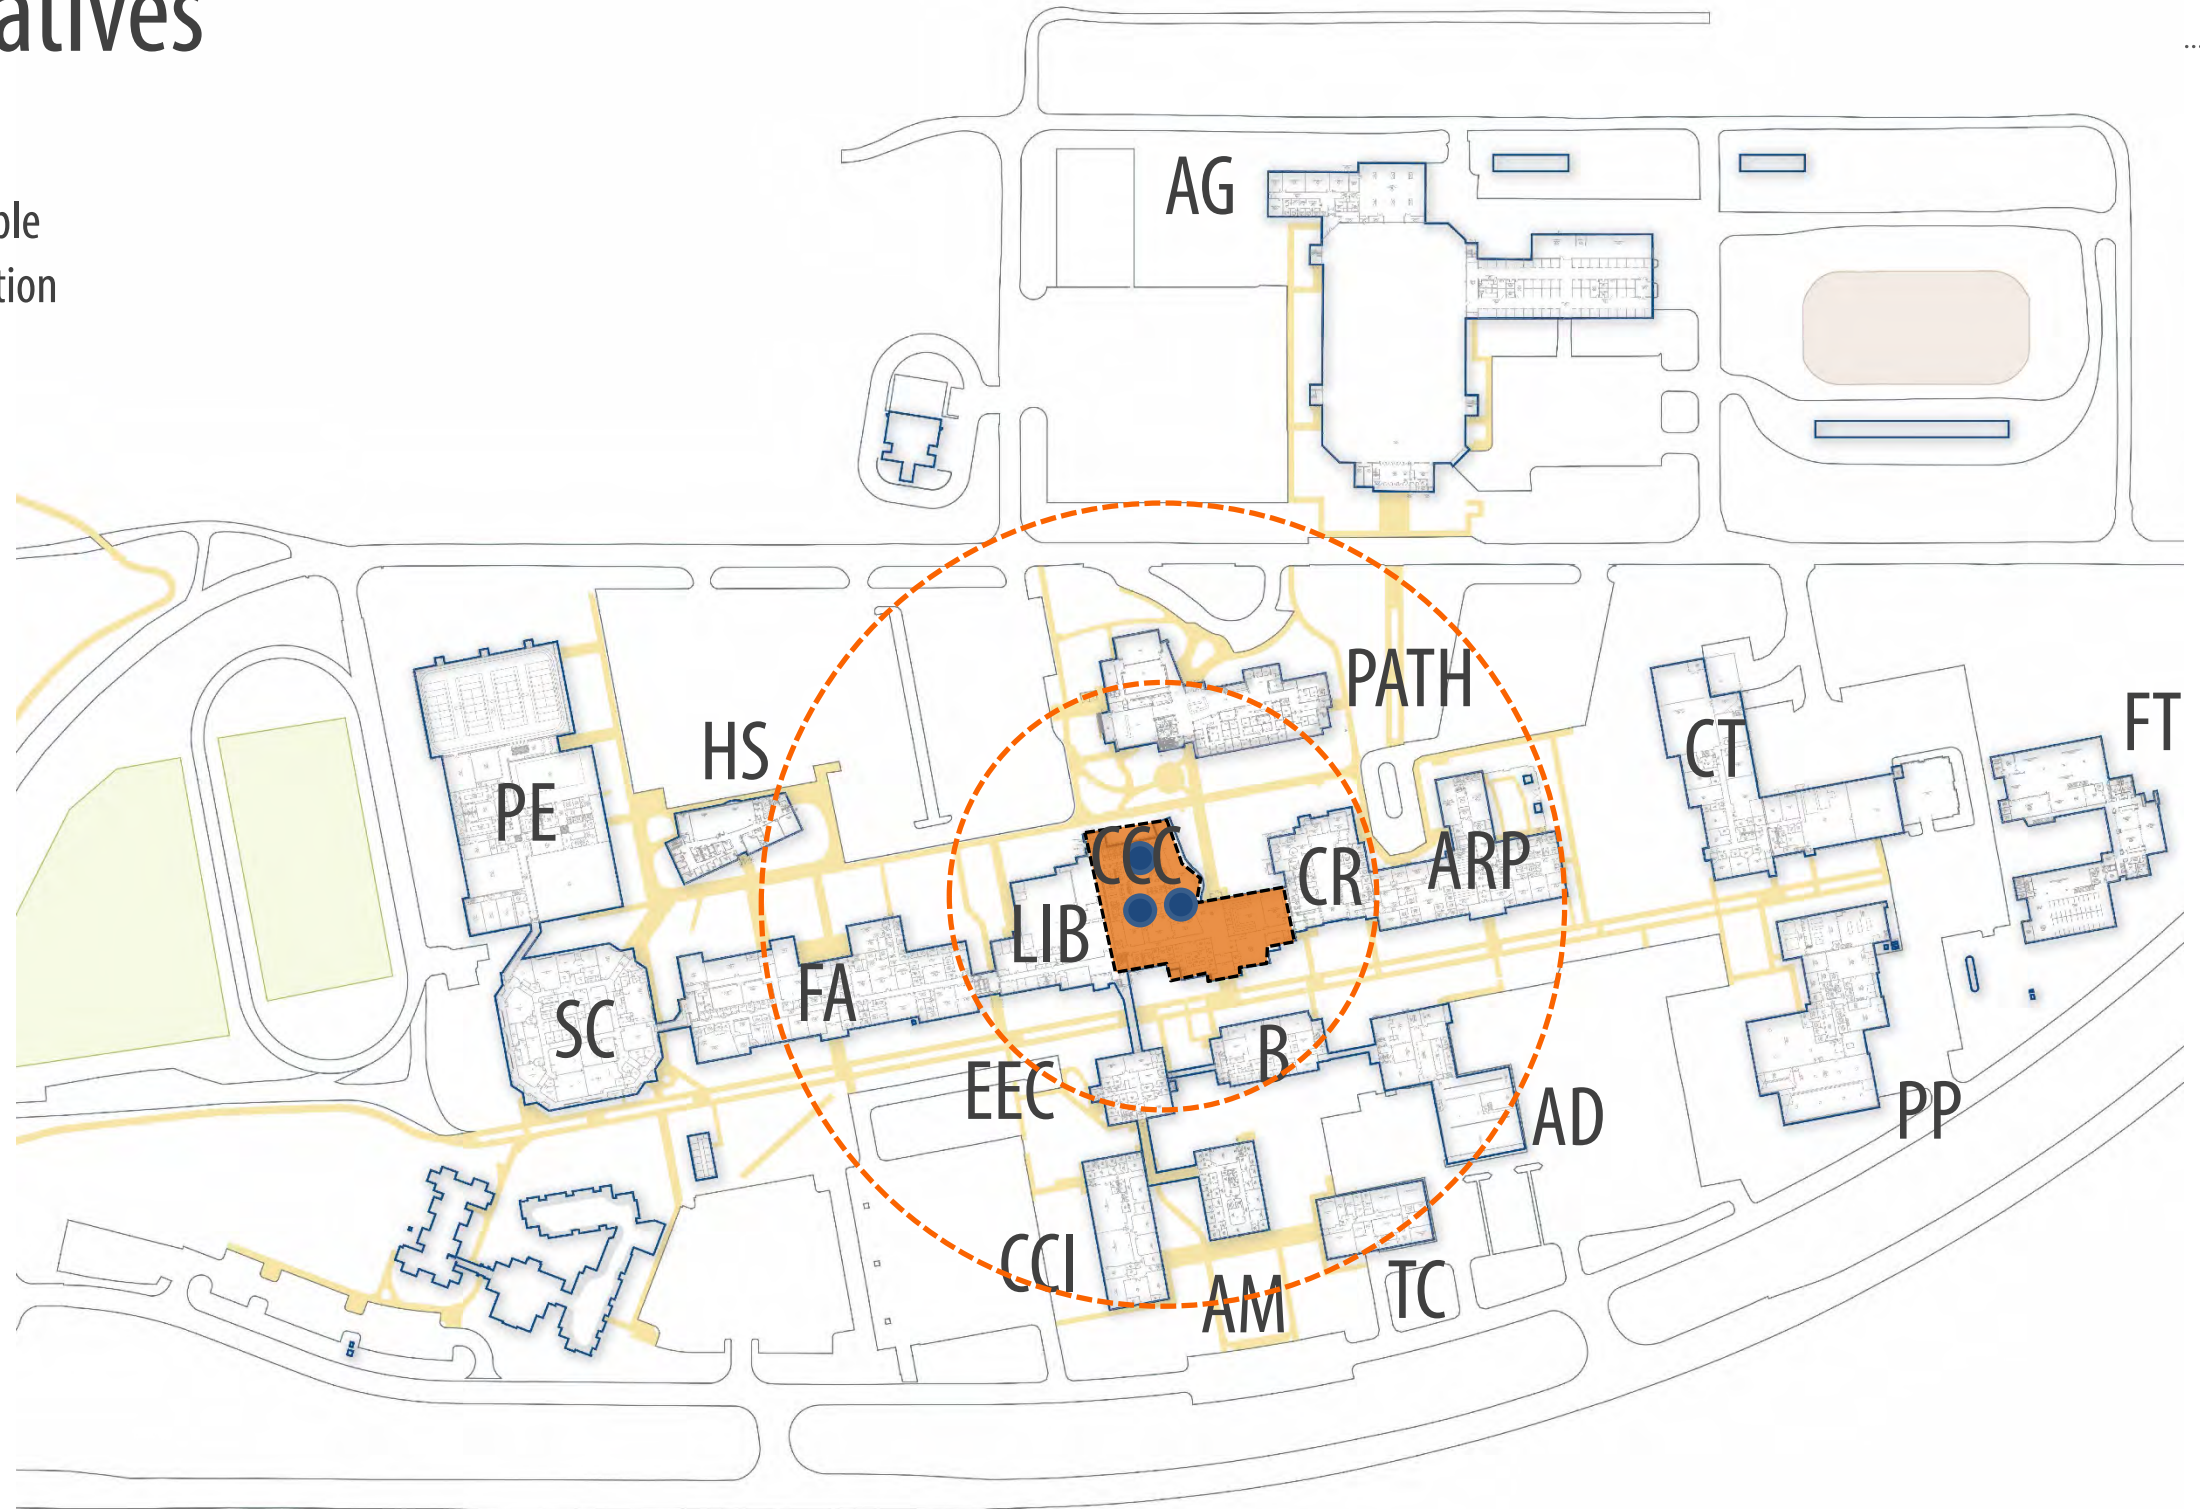 atives
...
ble
tion
AG
PATH
HS
FT
CT
PE
CCC
CR
ARP
LIB
FA
SC
B
EEC
AD
PP
CCI
AM
TC